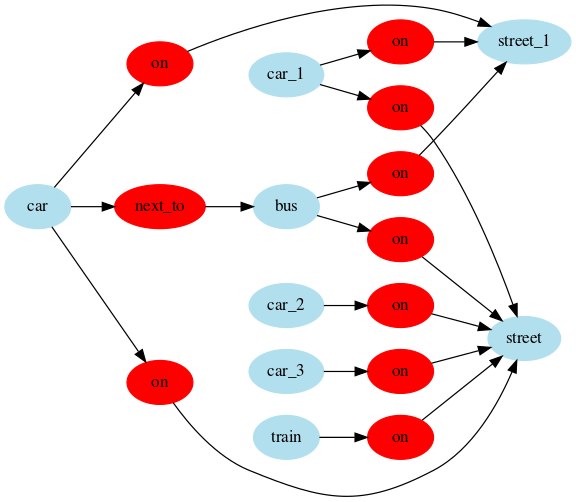 on
street_1
on
car_1
on
on
car
next_to
bus
on
car_2
on
street
car_3
on
on
train
on